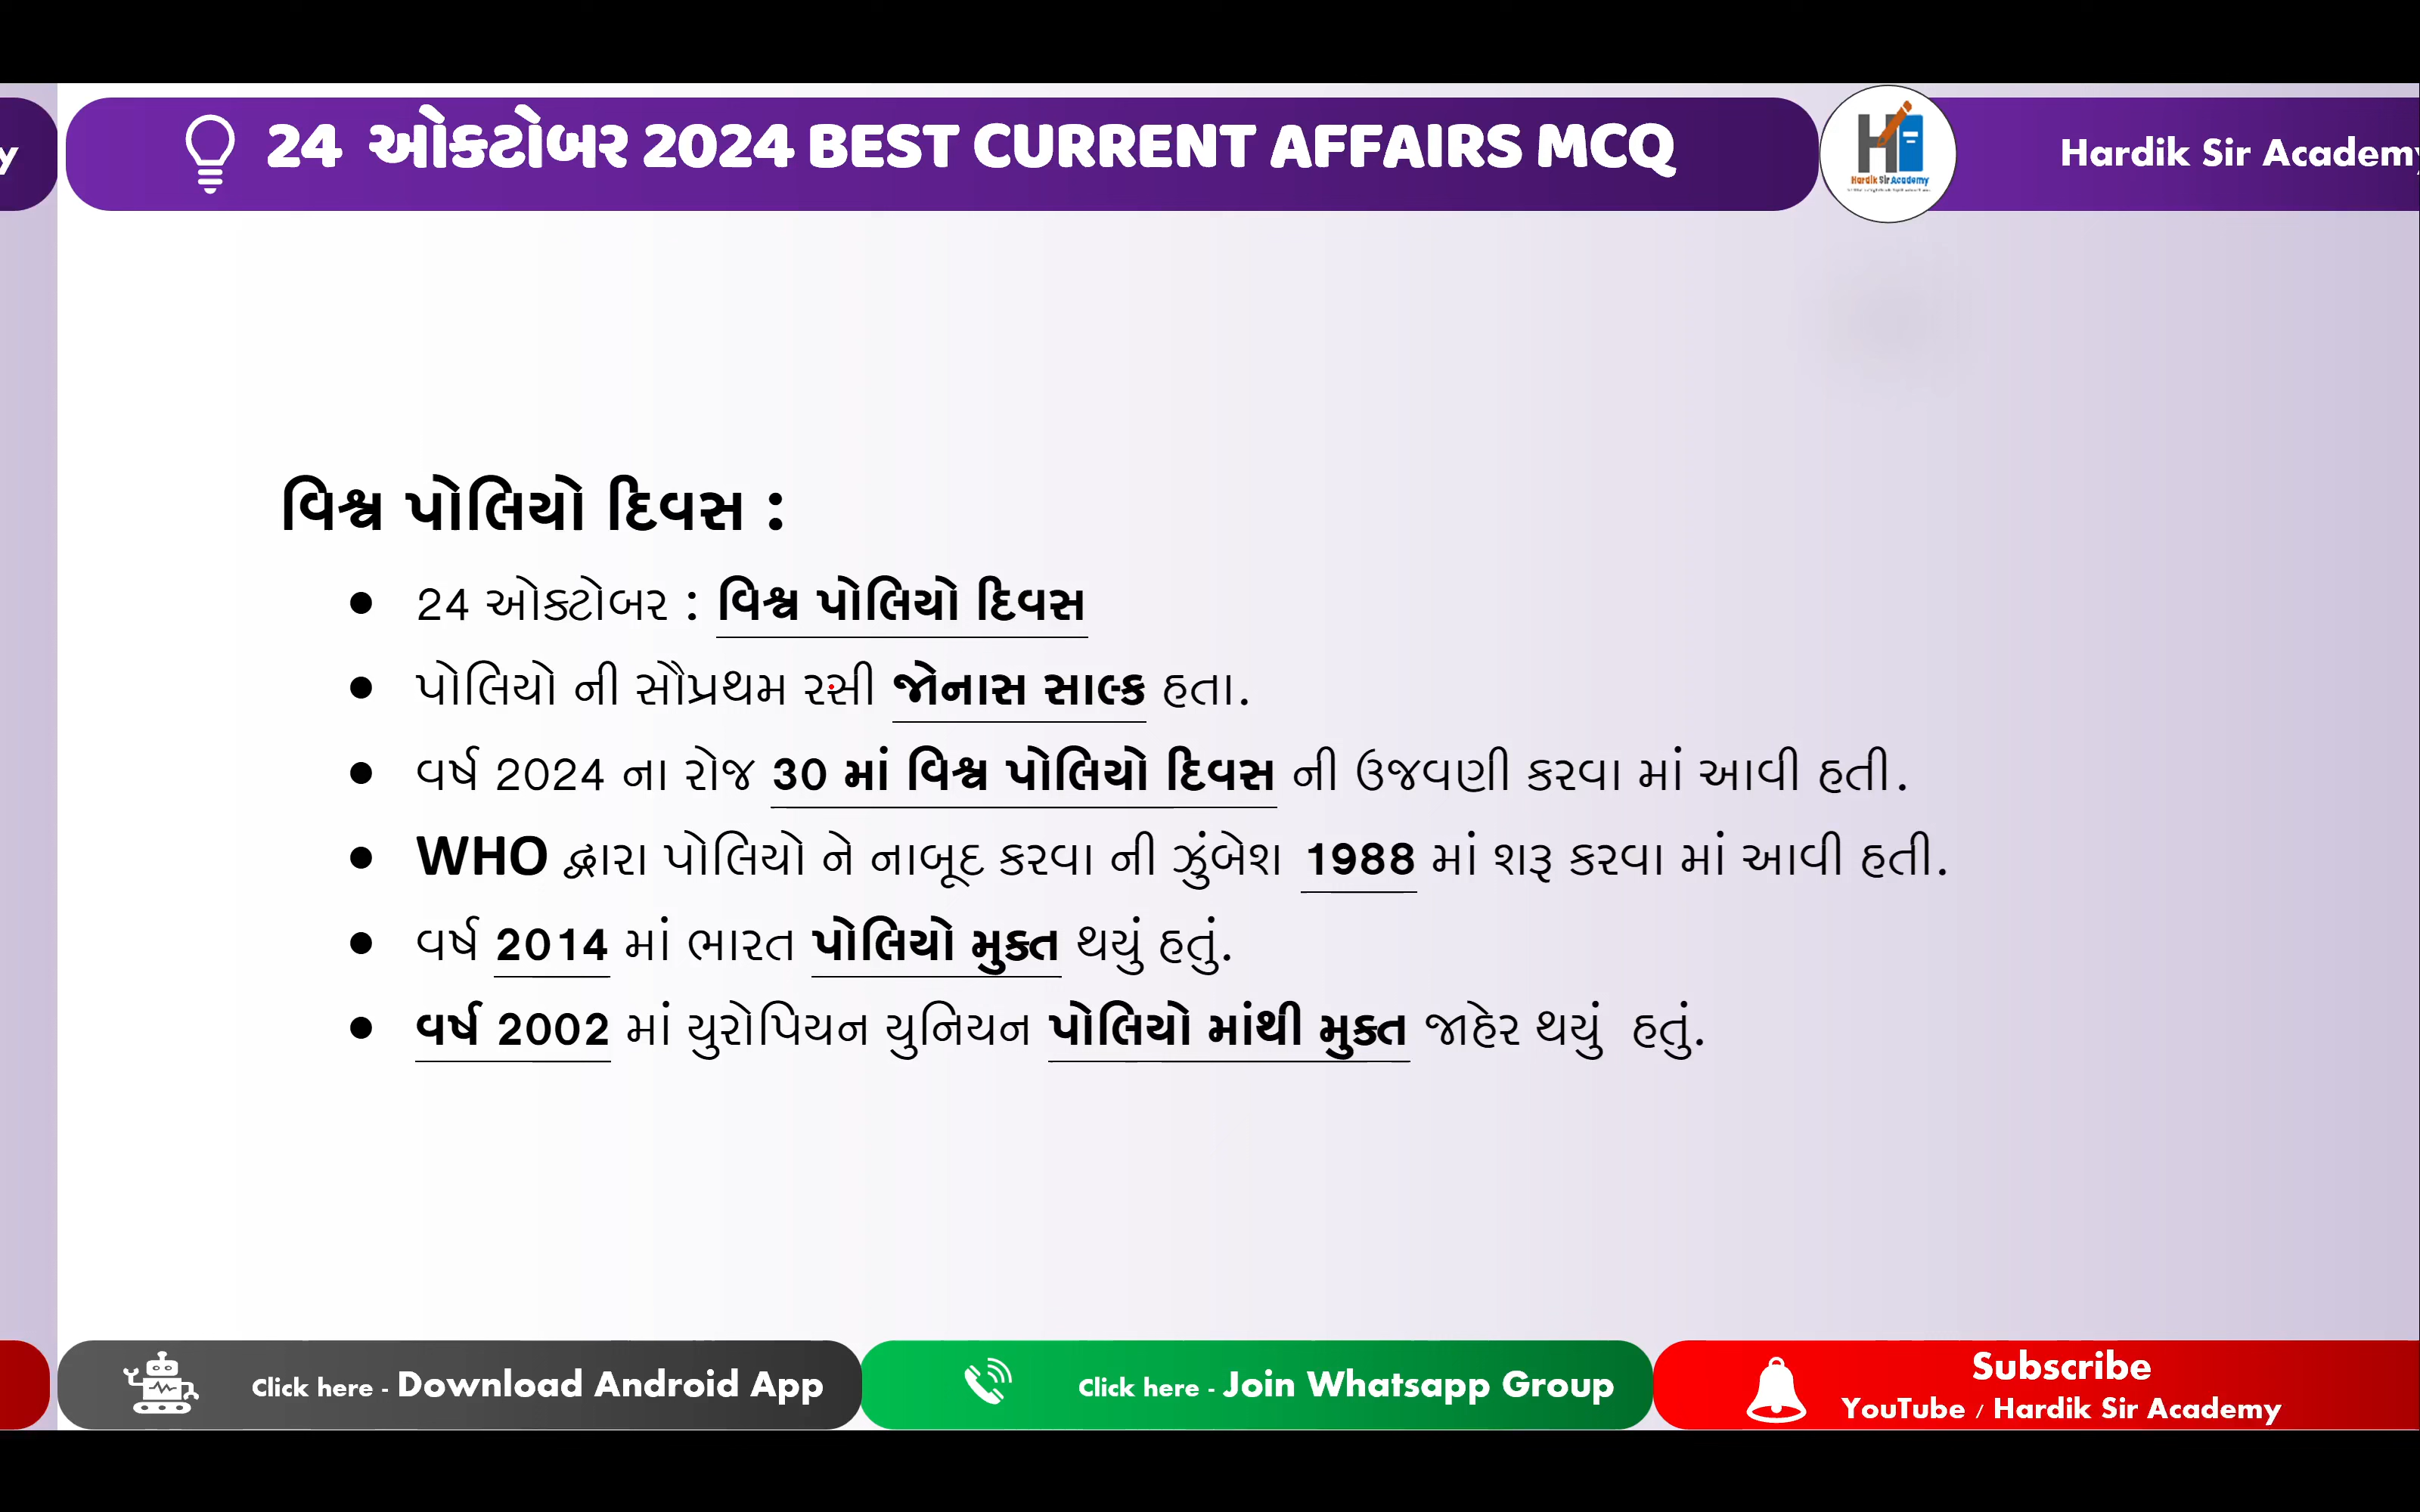 y
24 ઓક્ટોબર 2024 BEST CURRENT AFFAIRS MCQ
Hardik Sir Academy
Hardik Sir Academy
વિશ્વ પોલિયો દિવસ :
● 24 ઓક્ટોબર : વિશ્વ પોલિયો દિવસ
● પોલિયો ની સૌપ્રથમ રસી જોનાસ સાલ્ક હતા.
● વર્ષ 2024 ના રોજ 30 માં વિશ્વ પોલિયો દિવસ ની ઉજવણી કરવા માં આવી હતી.
● WHO દ્વારા પોલિયો ને નાબૂદ કરવા ની ઝુંબેશ 1988 માં શરૂ કરવા માં આવી હતી.
● વર્ષ 2014 માં ભારત પોલિયો મુક્ત થયું હતું.
● વર્ષ 2002 માં યુરોપિયન યુનિયન પોલિયો માંથી મુક્ત જાહેર થયું હતું.
Click here - Download Android App
Click here - Join Whatsapp Group
Subscribe
YouTube / Hardik Sir Academy